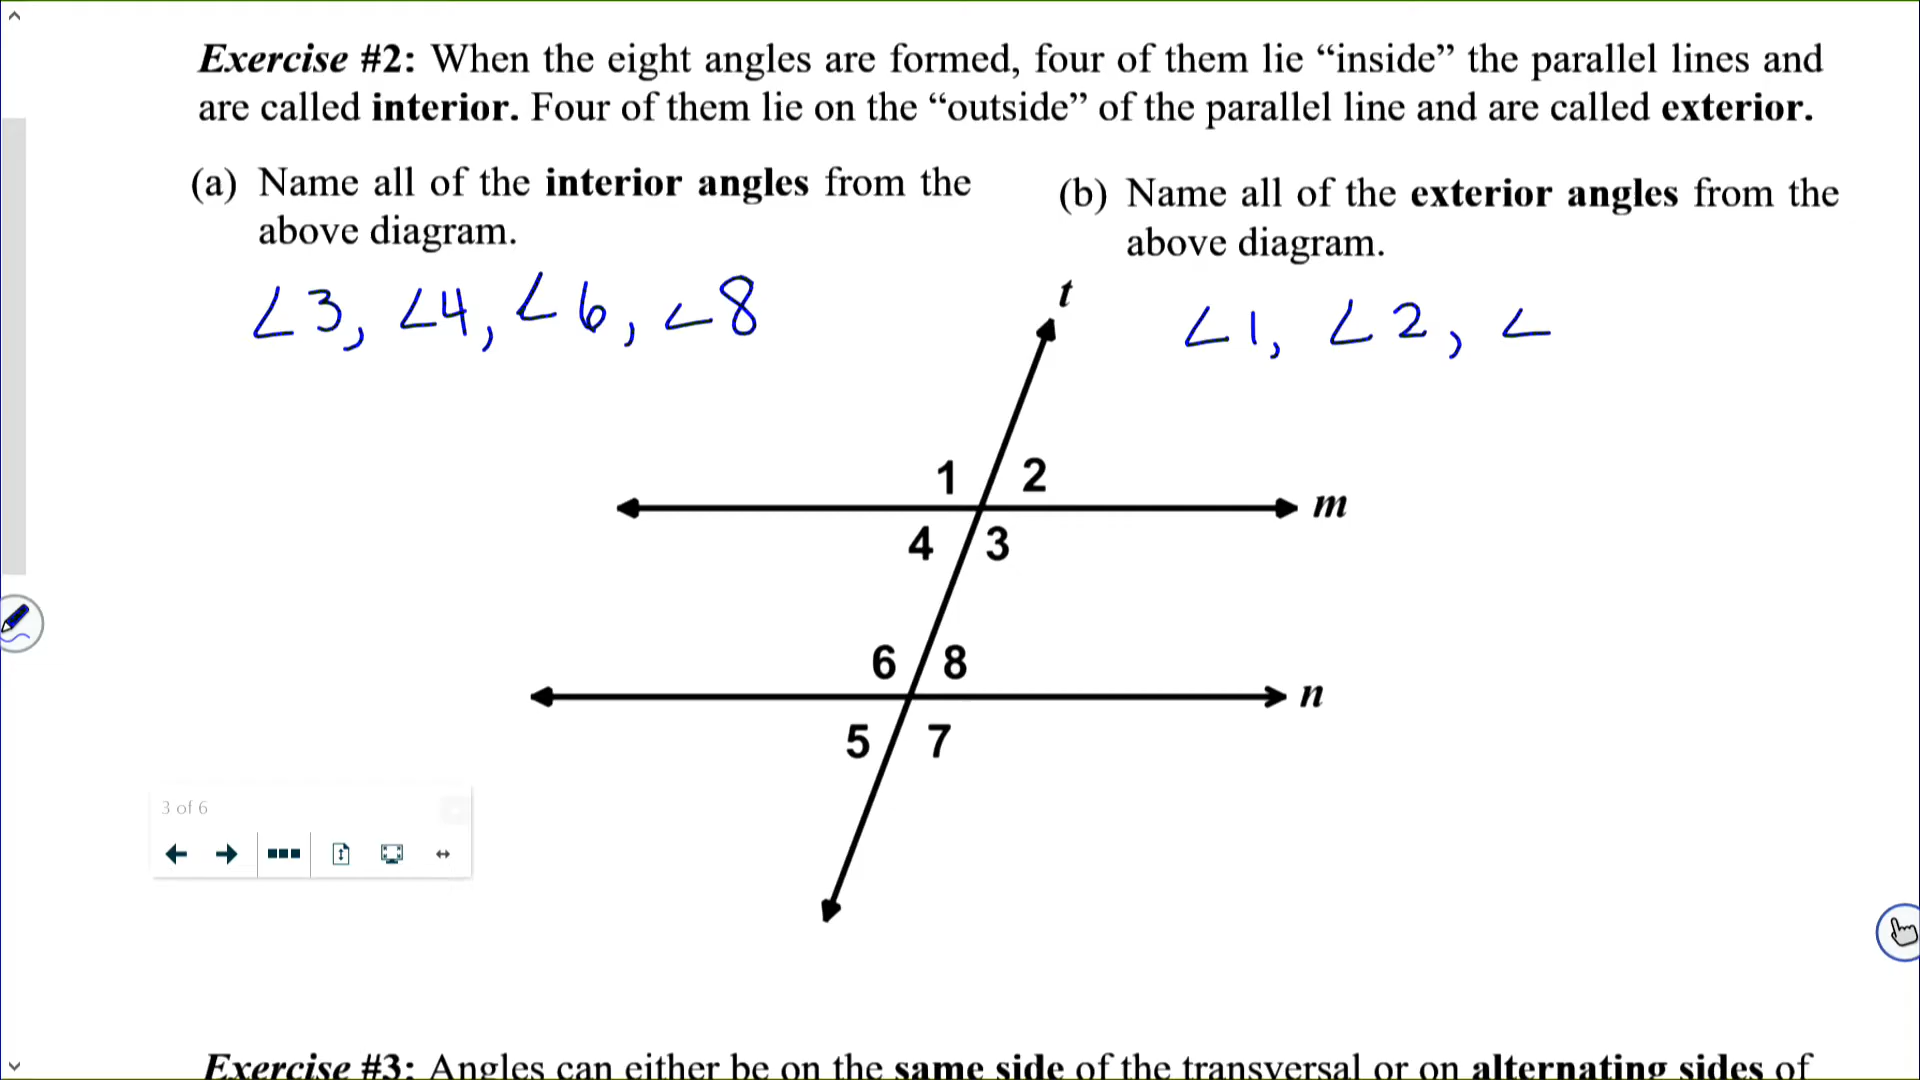 Exercise #2: When the eight angles are formed, four of them lie “inside” the parallel lines and
are called interior. Four of them lie on the “outside” of the parallel line and are called exterior.
(a) Name all of the interior angles from the
above diagram.
∠3, ∠4, ∠6, ∠8
(b) Name all of the exterior angles from the
above diagram.
∠1, ∠2, ∠
t
1 2
m
4 3
6 8
n
5 7
3 of 6
Exercise #3: Angles can either be on the same side of the transversal or on alternating sides of